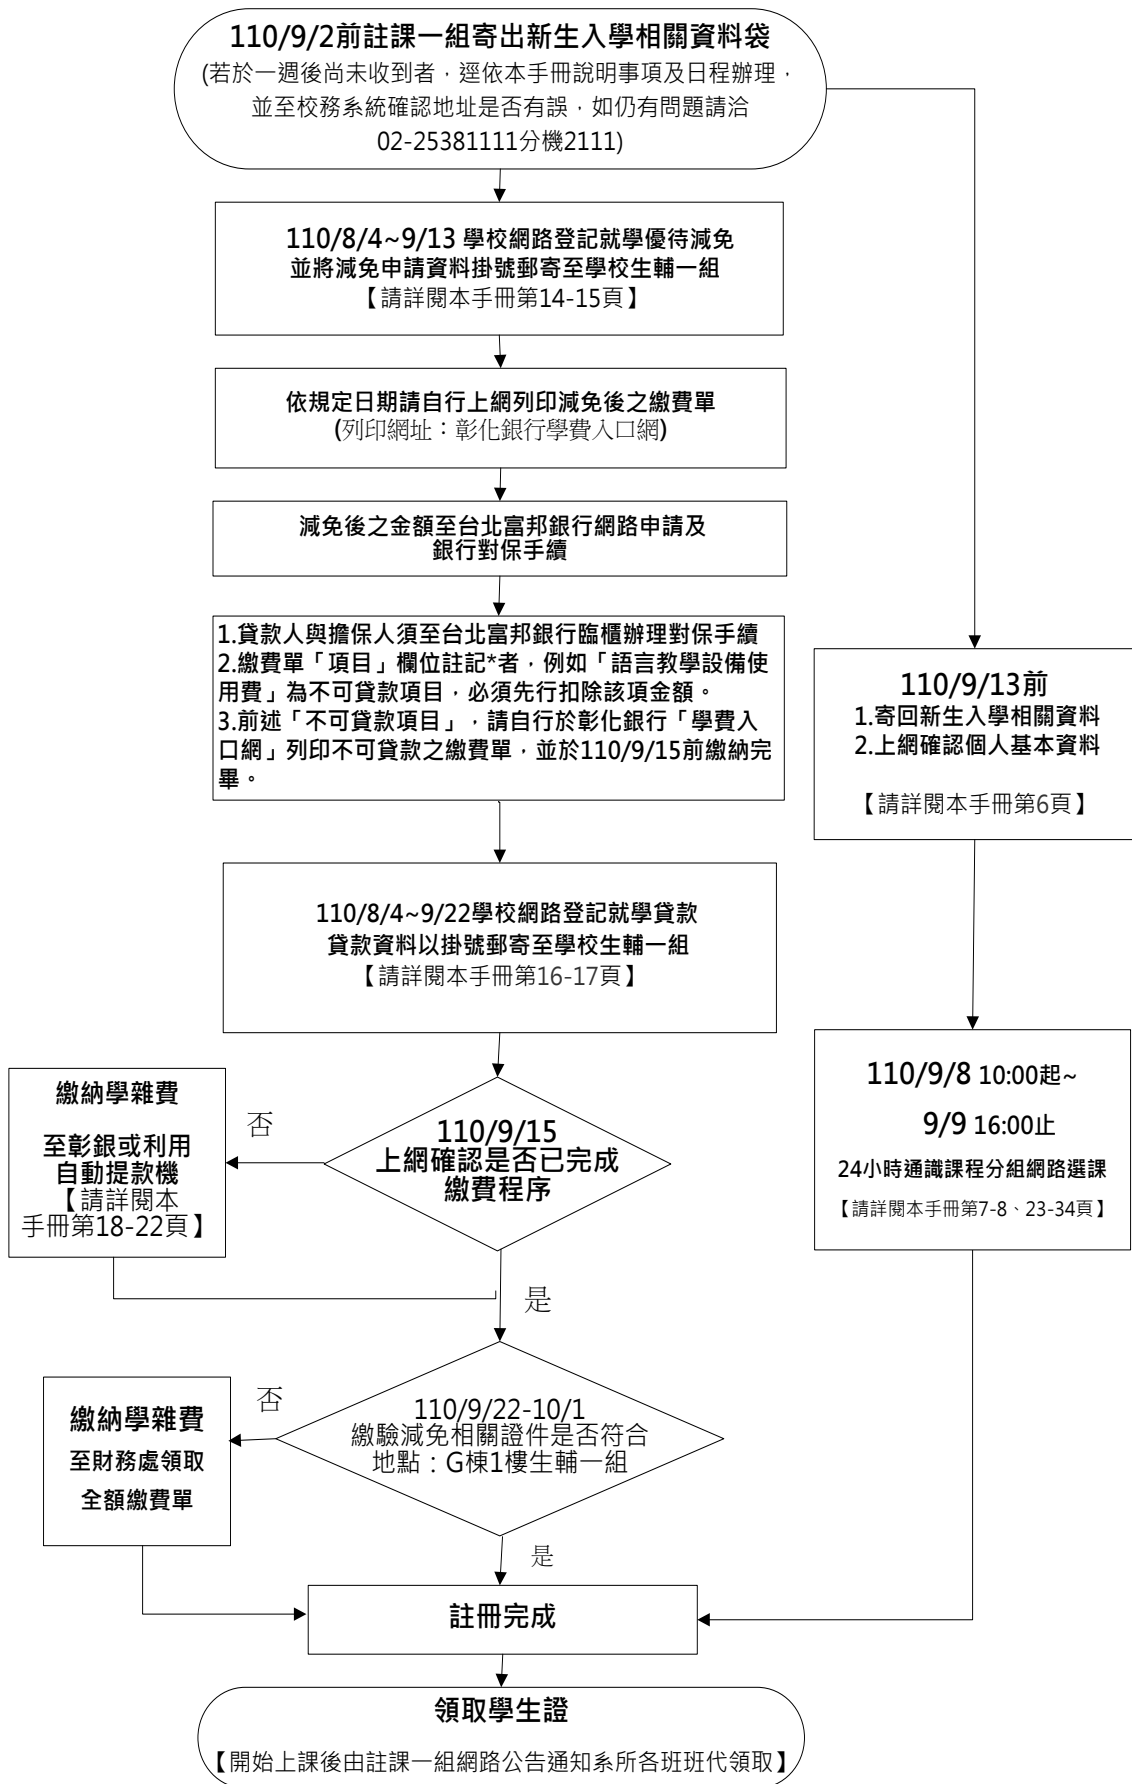 110/9/2前註課一組寄出新生入學相關資料袋
(若於一週後尚未收到者，逕依本手冊說明事項及日程辦理，
並至校務系統確認地址是否有誤，如仍有問題請洽
02-25381111分機2111)
110/8/4~9/13 學校網路登記就學優待減免
並將減免申請資料掛號郵寄至學校生輔一組
【請詳閱本手冊第14-15頁】
依規定日期請自行上網列印減免後之繳費單
(列印網址：彰化銀行學費入口網)
減免後之金額至台北富邦銀行網路申請及
銀行對保手續
1.貸款人與擔保人須至台北富邦銀行臨櫃辦理對保手續
2.繳費單「項目」欄位註記*者，例如「語言教學設備使
用費」為不可貸款項目，必須先行扣除該項金額。
3.前述「不可貸款項目」，請自行於彰化銀行「學費入
口網」列印不可貸款之繳費單，並於110/9/15前繳納完
畢。
110/9/13前
1.寄回新生入學相關資料
2.上網確認個人基本資料
【請詳閱本手冊第6頁】
110/8/4~9/22學校網路登記就學貸款
貸款資料以掛號郵寄至學校生輔一組
【請詳閱本手冊第16-17頁】
110/9/8 10:00起~
9/9 16:00止
24小時通識課程分組網路選課
【請詳閱本手冊第7-8、23-34頁】
110/9/15
上網確認是否已完成
繳費程序
否
繳納學雜費
至彰銀或利用
自動提款機
【請詳閱本
手冊第18-22頁】
是
110/9/22-10/1
繳驗減免相關證件是否符合
地點：G棟1樓生輔一組
否
繳納學雜費
至財務處領取
全額繳費單
是
註冊完成
領取學生證
【開始上課後由註課一組網路公告通知系所各班班代領取】